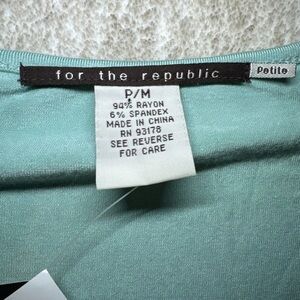 for the republic
Petite
P/M
94% RAYON
6% SPANDEX
MADE IN CHINA
RN 93178
SEE REVERSE
FOR CARE